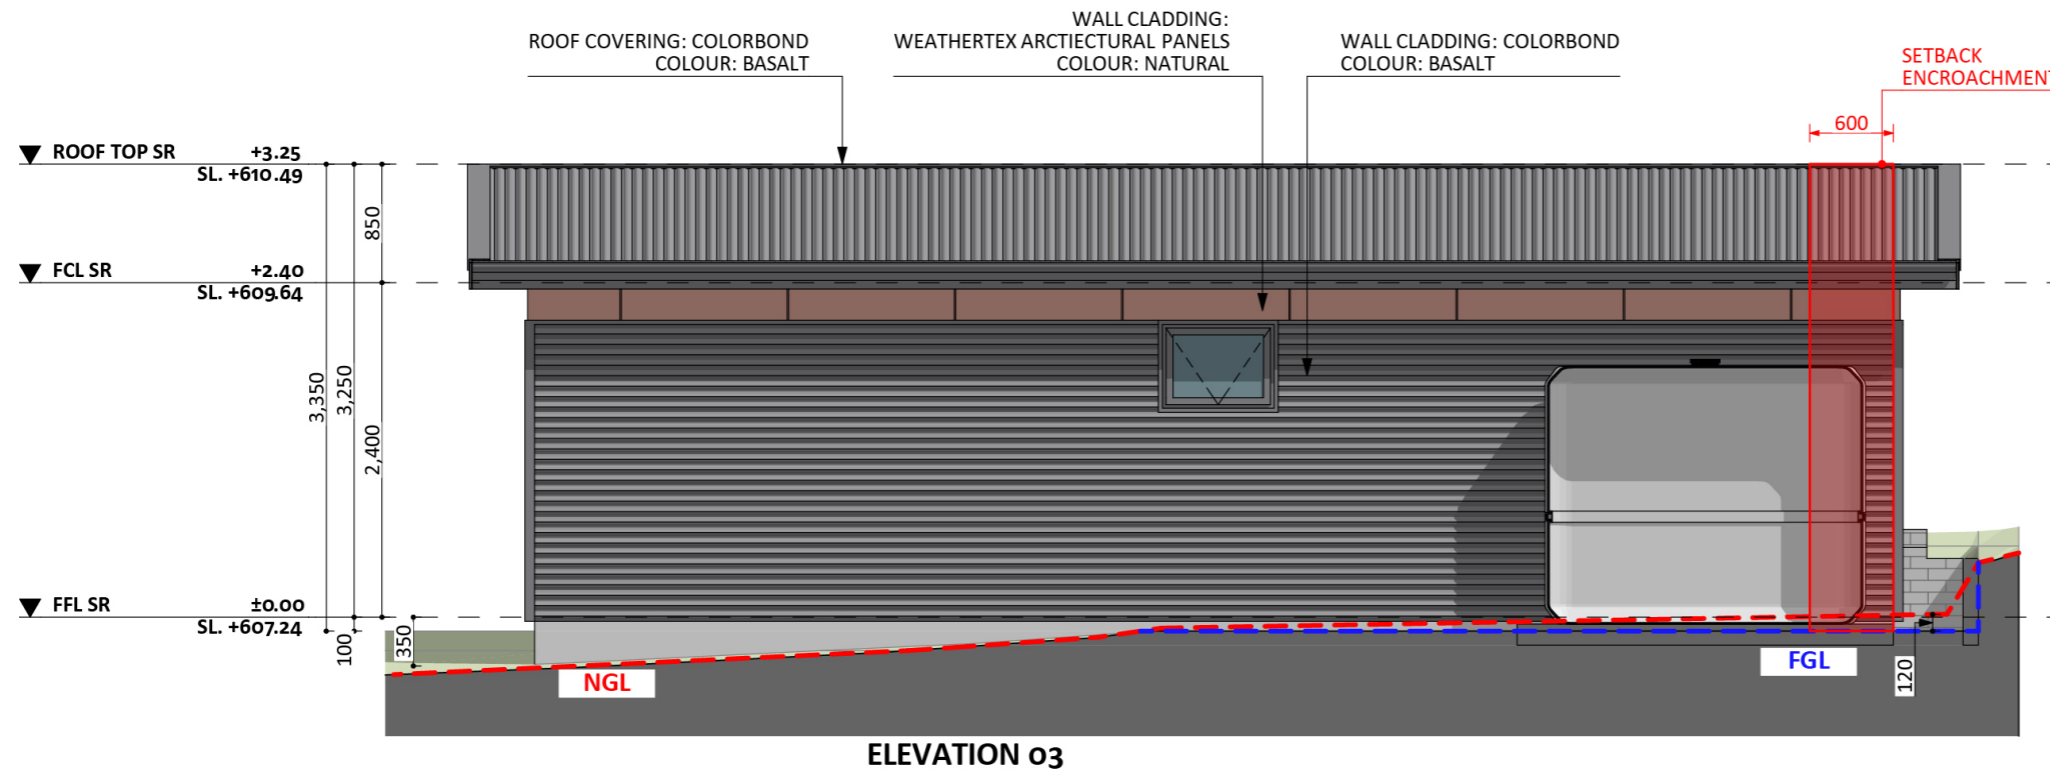 WALL CLADDING:
ROOF COVERING: COLORBOND
COLOUR: BASALT
WEATHERTEX ARCTIECTURAL PANELS
COLOUR: NATURAL
WALL CLADDING: COLORBOND
COLOUR: BASALT
SETBACK
ENCROACHMENT
600
ROOF TOP SR +3.25
SL. +610.49
850
FCL SR +2.40
SL. +609.64
3,350
3,250
2,400
FFL SR ±0.00
SL. +607.24
100
350
NGL
FGL
120
ELEVATION 03